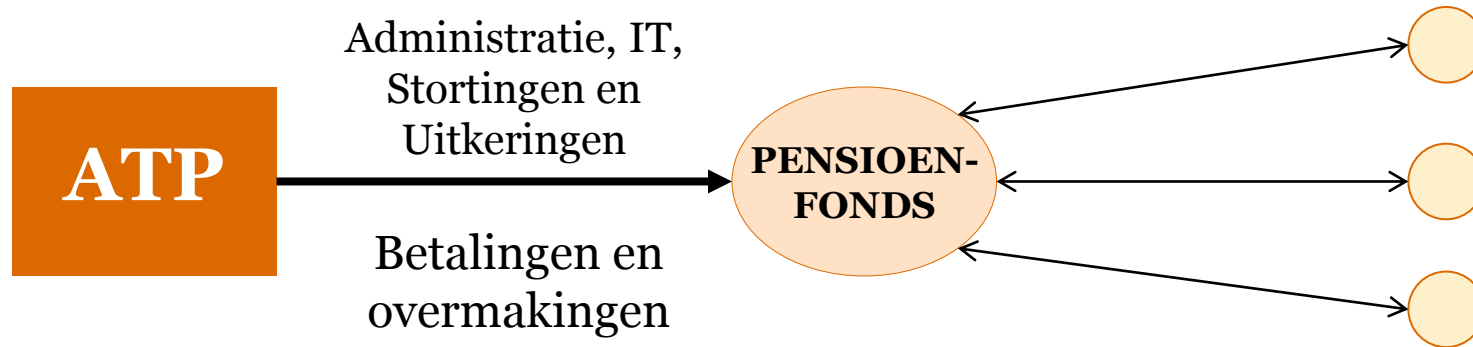 ATP
Administratie, IT,
Stortingen en
Uitkeringen
Betalingen en
overmakingen
PENSIOEN-
FONDS